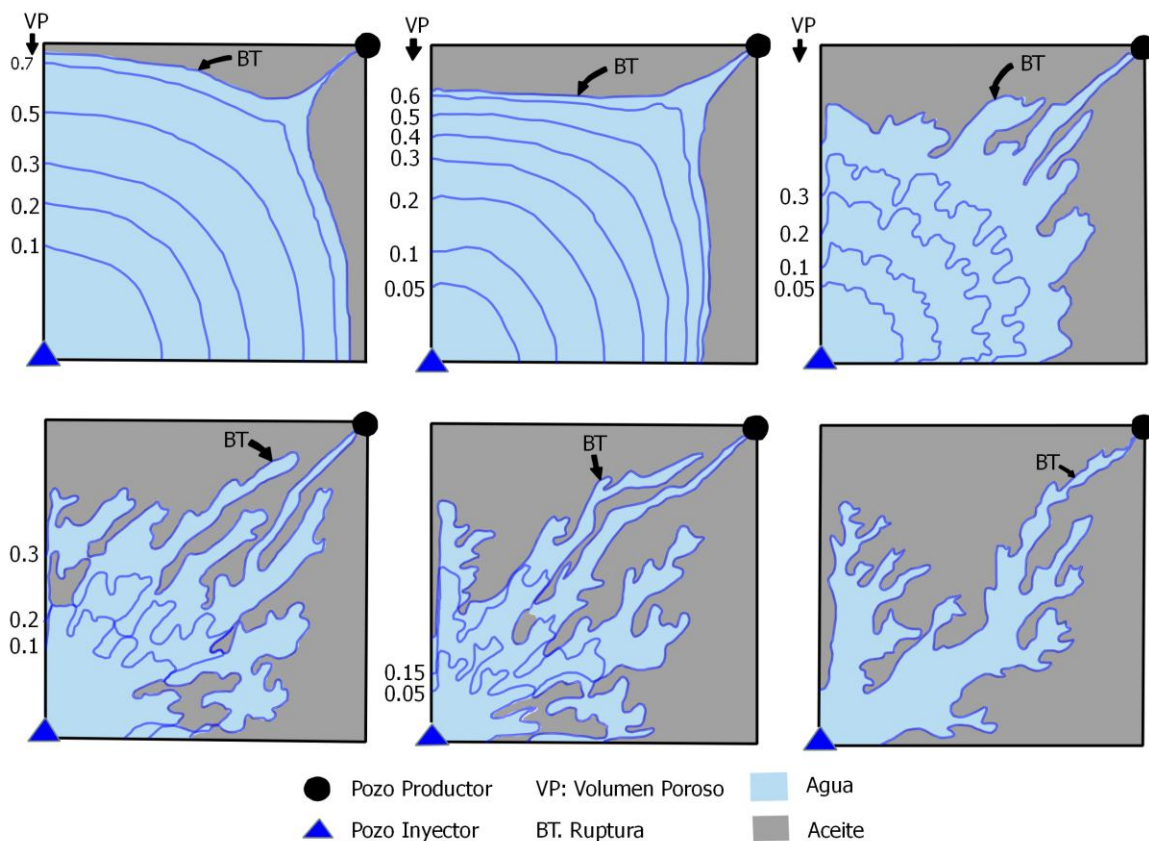 VP
0.7
0.5
0.3
0.2
0.1
BT
VP
0.6
0.5
0.4
0.3
0.2
0.1
0.05
BT
VP
0.3
0.2
0.1
0.05
BT
0.3
0.2
0.1
BT
0.15
0.05
BT
BT
Pozo Productor
VP: Volumen Poroso
Agua
Pozo Inyector
BT. Ruptura
Aceite